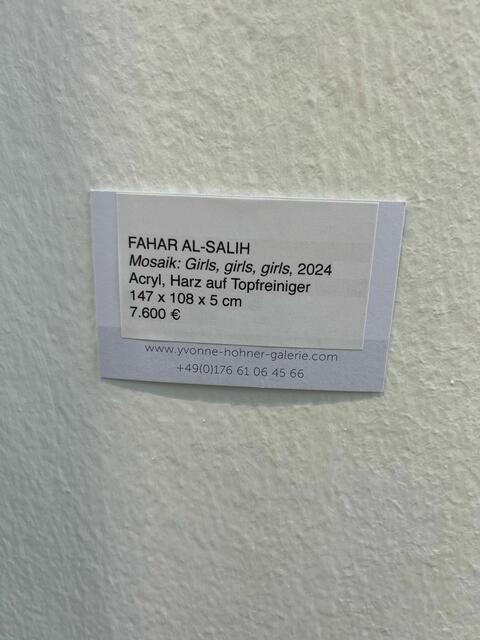 FAHAR AL-SALIH
Mosaik: Girls, girls, girls, 2024
Acryl, Harz auf Topfreiniger
147 x 108 x 5 cm
7.600 €
www.yvonne-hohner-galerie.com
+49(0)176 61 06 45 66